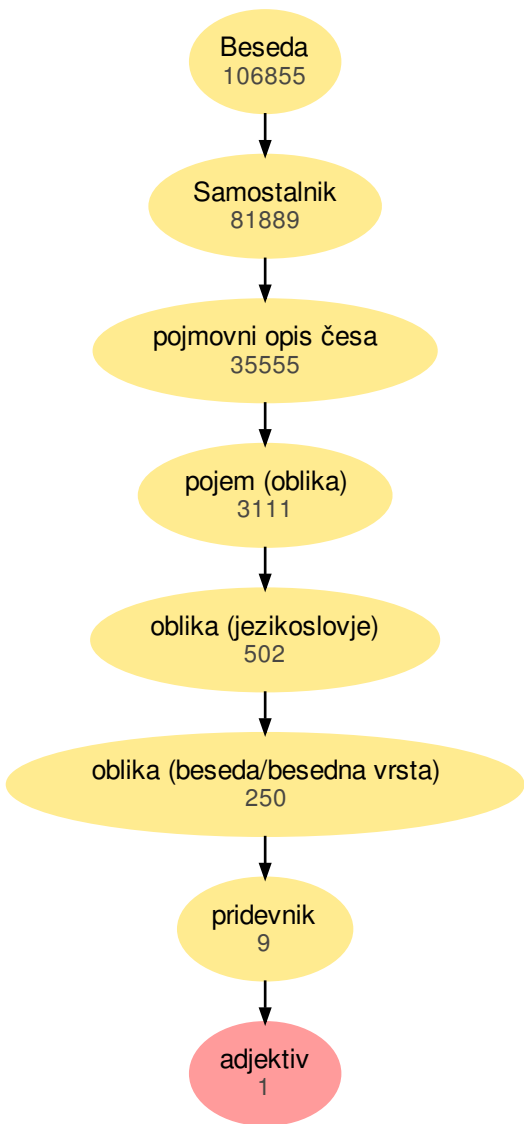 Beseda
106855
Samostalnik
81889
pojmovni opis česa
35555
pojem (oblika)
3111
oblika (jezikoslovje)
502
oblika (beseda/besedna vrsta)
250
pridevnik
9
adjektiv
1